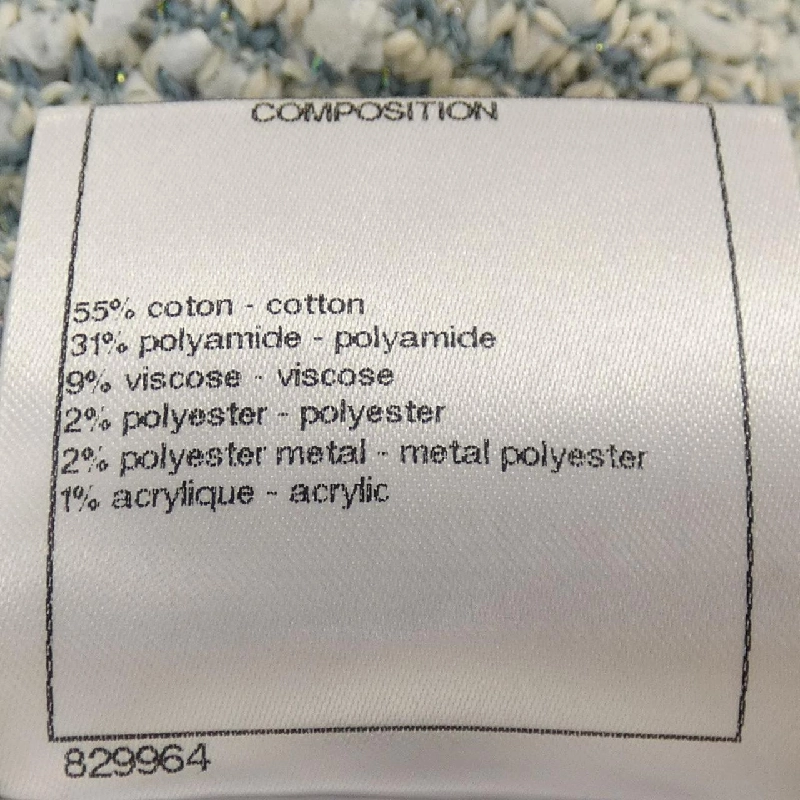 COMPOSITION
55% coton - cotton
31% polyamide - polyamide
9% viscose - viscose
2% polyester - polyester
2% polyester metal - metal polyester
1% acrylique - acrylic
829964